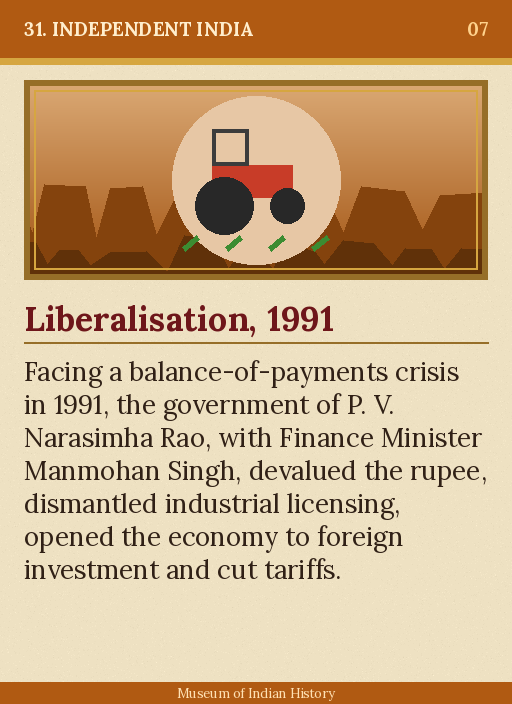 31. INDEPENDENT INDIA 07
Liberalisation, 1991
Facing a balance-of-payments crisis
in 1991, the government of P. V.
Narasimha Rao, with Finance Minister
Manmohan Singh, devalued the rupee,
dismantled industrial licensing,
opened the economy to foreign
investment and cut tariffs.
Museum of Indian History